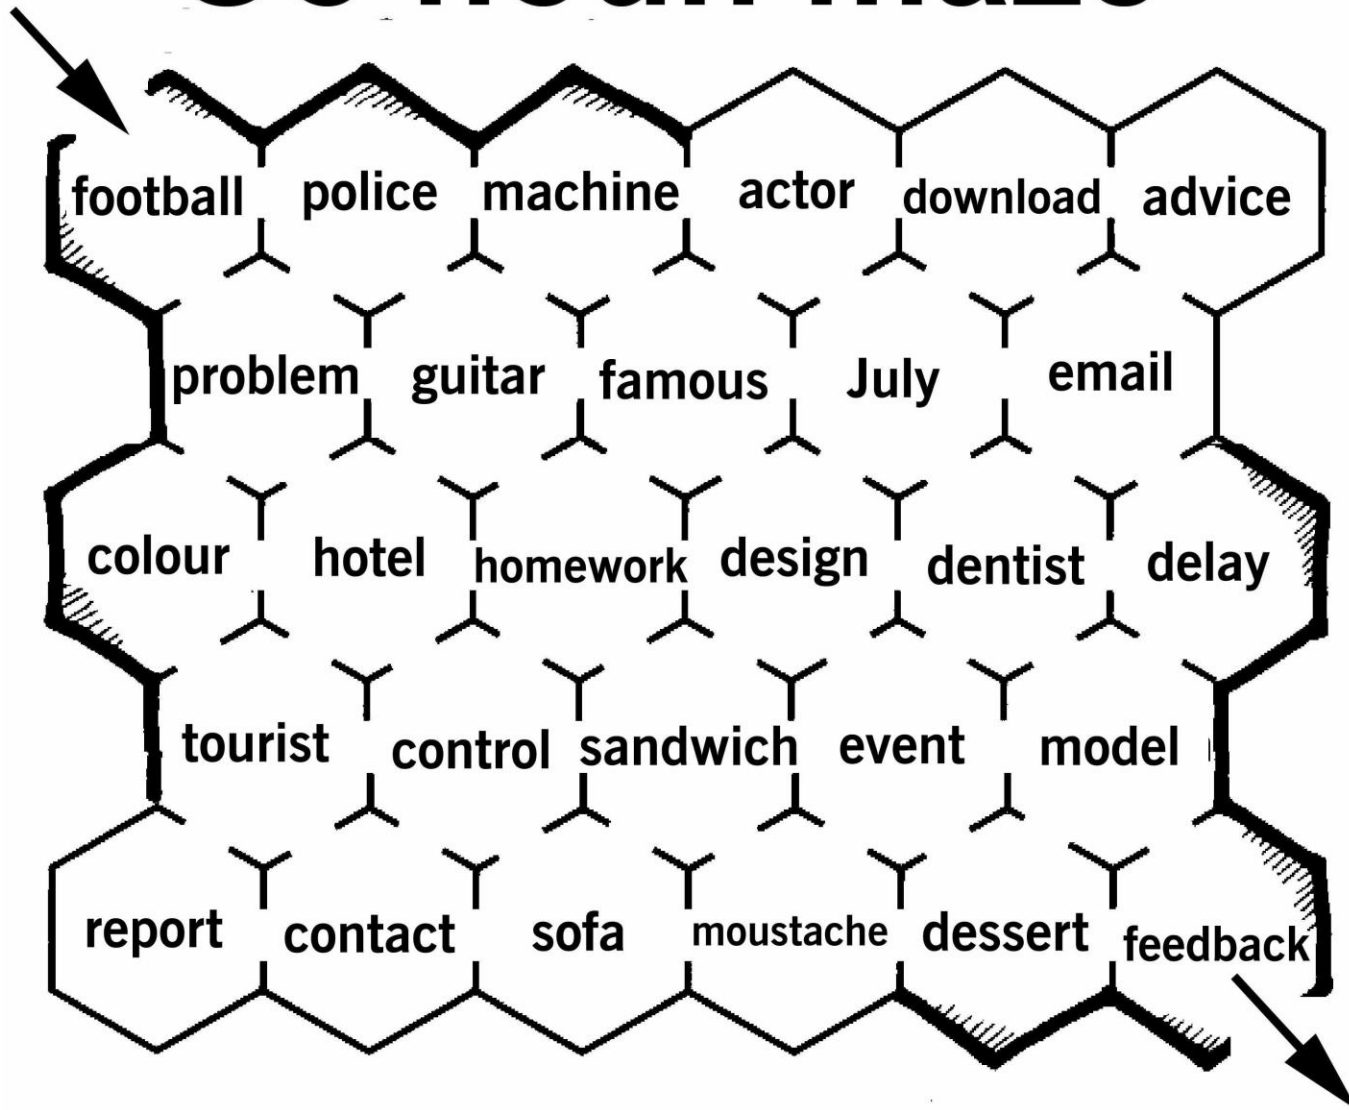 football police machine actor download advice
problem guitar famous July email
colour hotel homework design dentist delay
tourist control sandwich event model
report contact sofa moustache dessert feedback